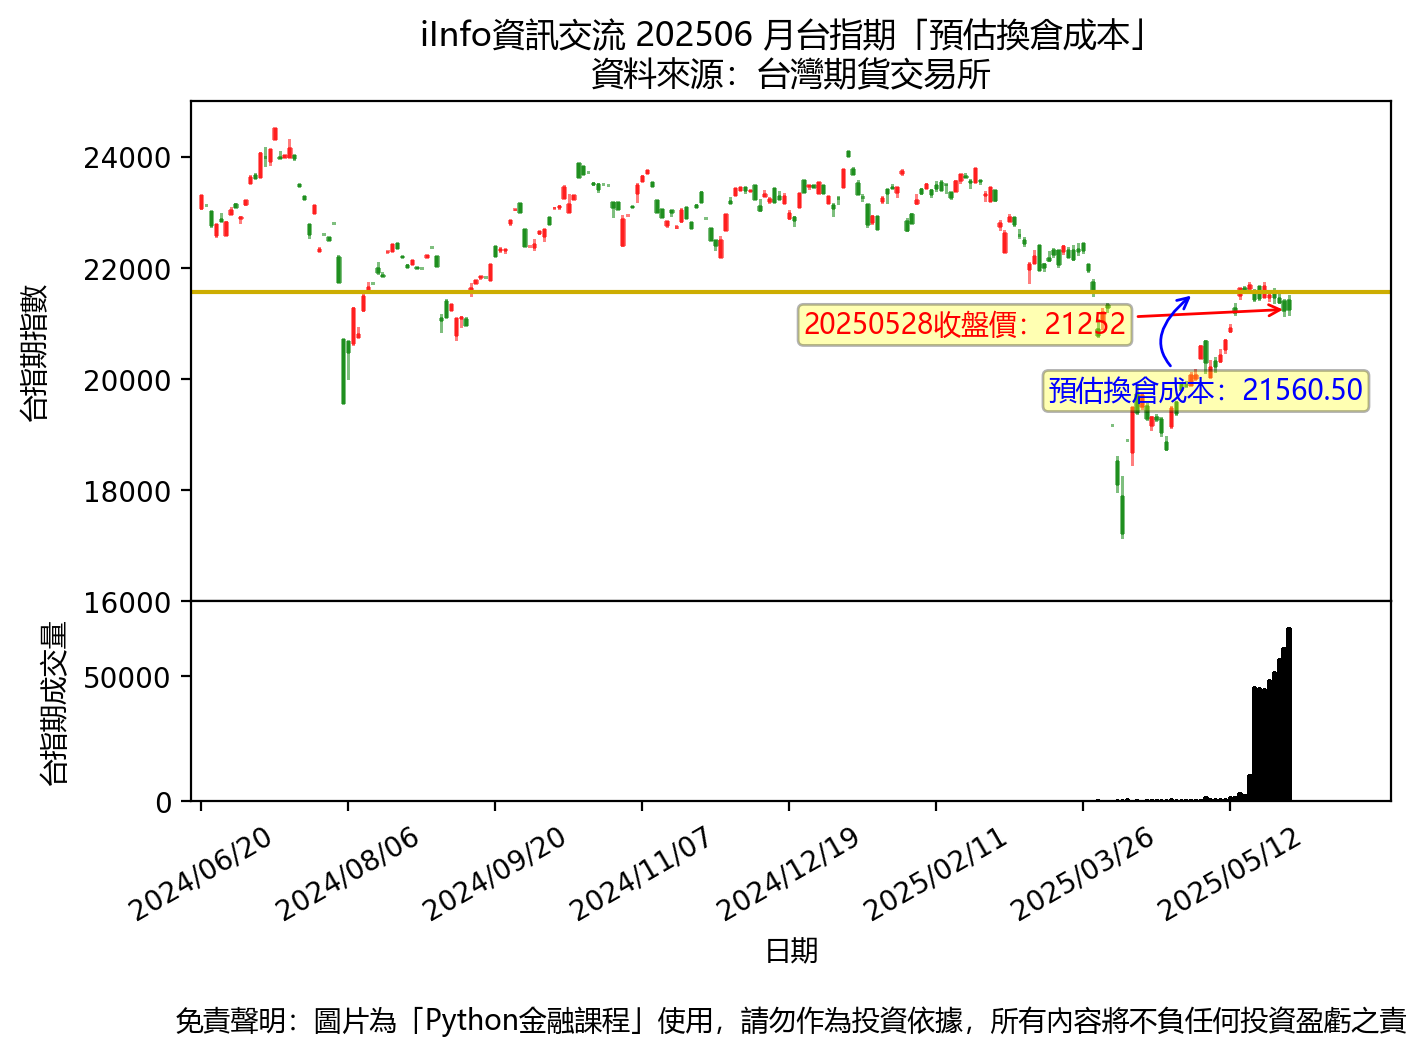 iInfo資訊交流 202506 月台指期「預估換倉成本」
資料來源：台灣期貨交易所
台指期指數
24000
22000
20000
18000
16000
20250528收盤價：21252
預估換倉成本：21560.50
台指期成交量
50000
0
2024/06/20
2024/08/06
2024/09/20
2024/11/07
2024/12/19
2025/02/11
2025/03/26
2025/05/12
日期
免責聲明：圖片為「Python金融課程」使用，請勿作為投資依據，所有內容將不負任何投資盈虧之責